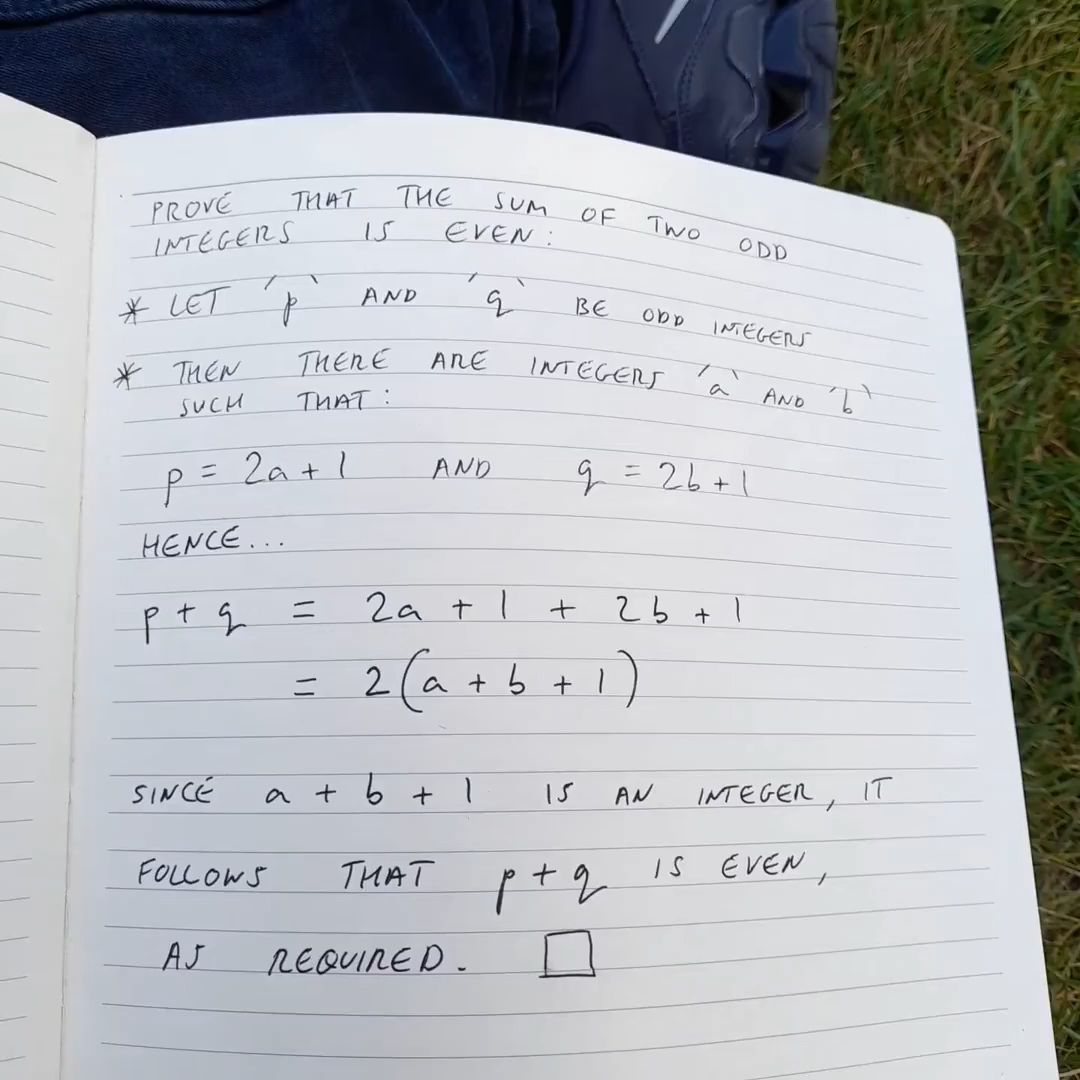 PROVE THAT THE SUM OF TWO ODD
INTEGERS IS EVEN:
* LET 'p' AND 'q' BE ODD INTEGERS
* THEN THERE ARE INTEGERS 'a' AND 'b'
SUCH THAT:
p = 2a + 1 AND q = 2b + 1
HENCE...
p + q = 2a + 1 + 2b + 1
= 2(a + b + 1)
SINCE a + b + 1 IS AN INTEGER, IT
FOLLOWS THAT p + q IS EVEN,
AS REQUIRED. □